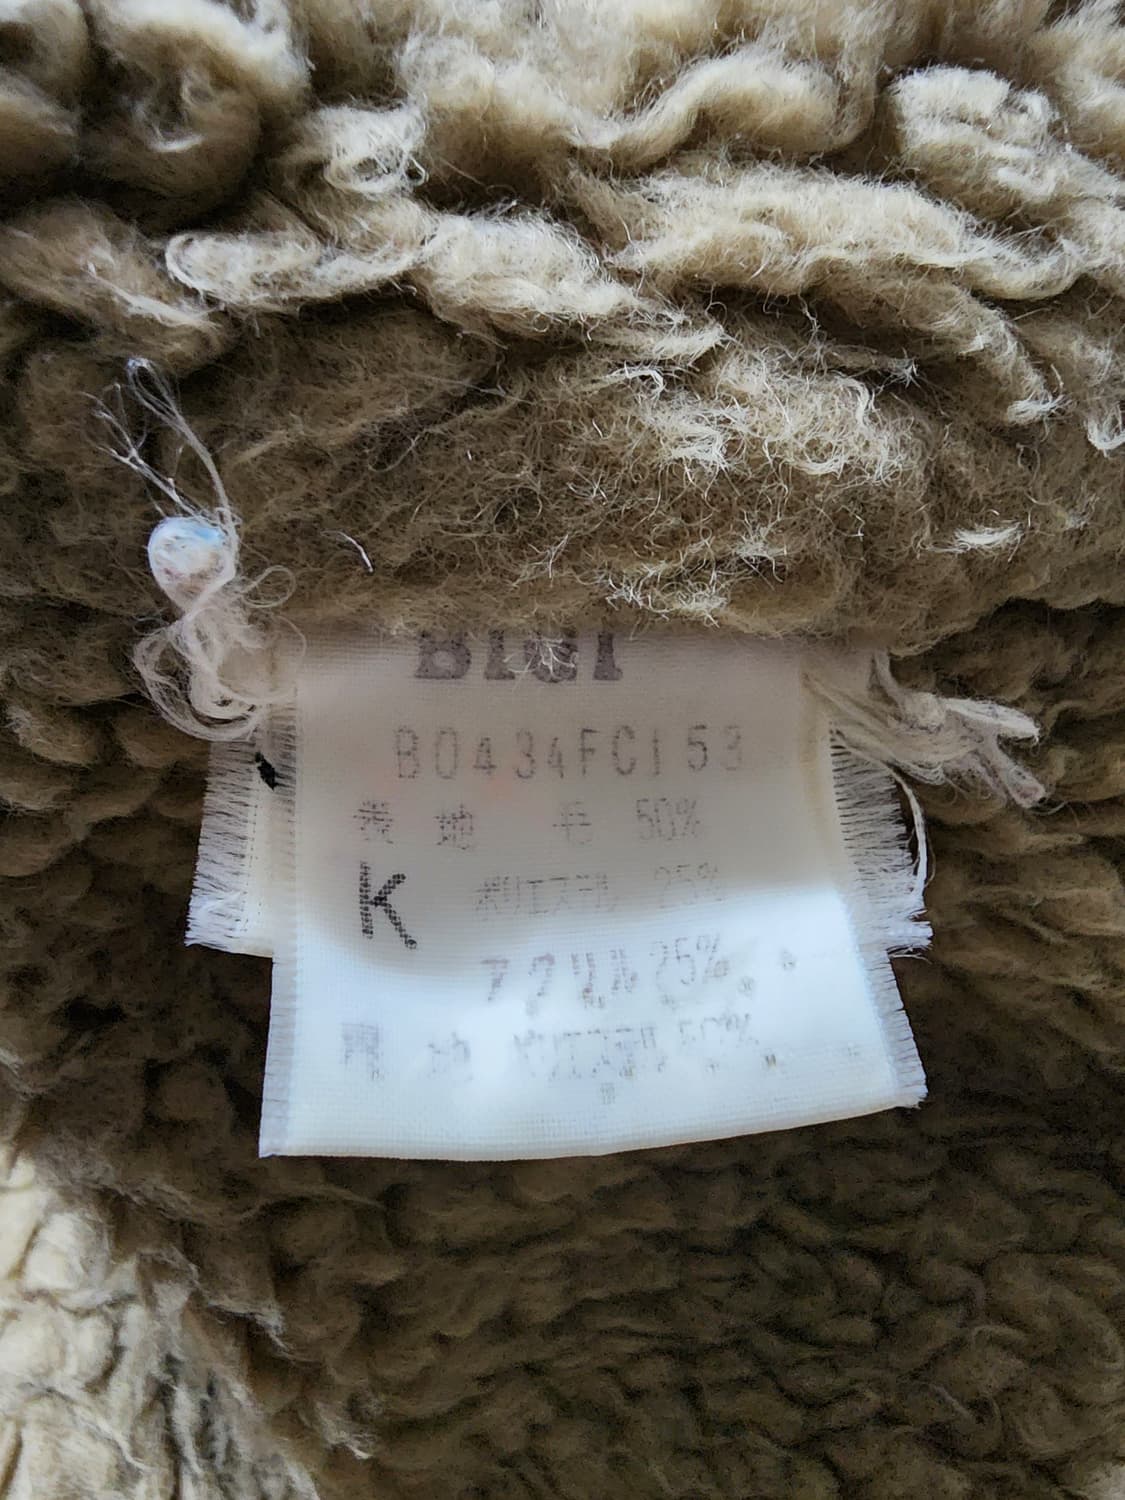 BIGI
B0434FC153
表地 毛 50%
K ポリエステル 25%
アクリル 25%
地 ポリエステル 50%